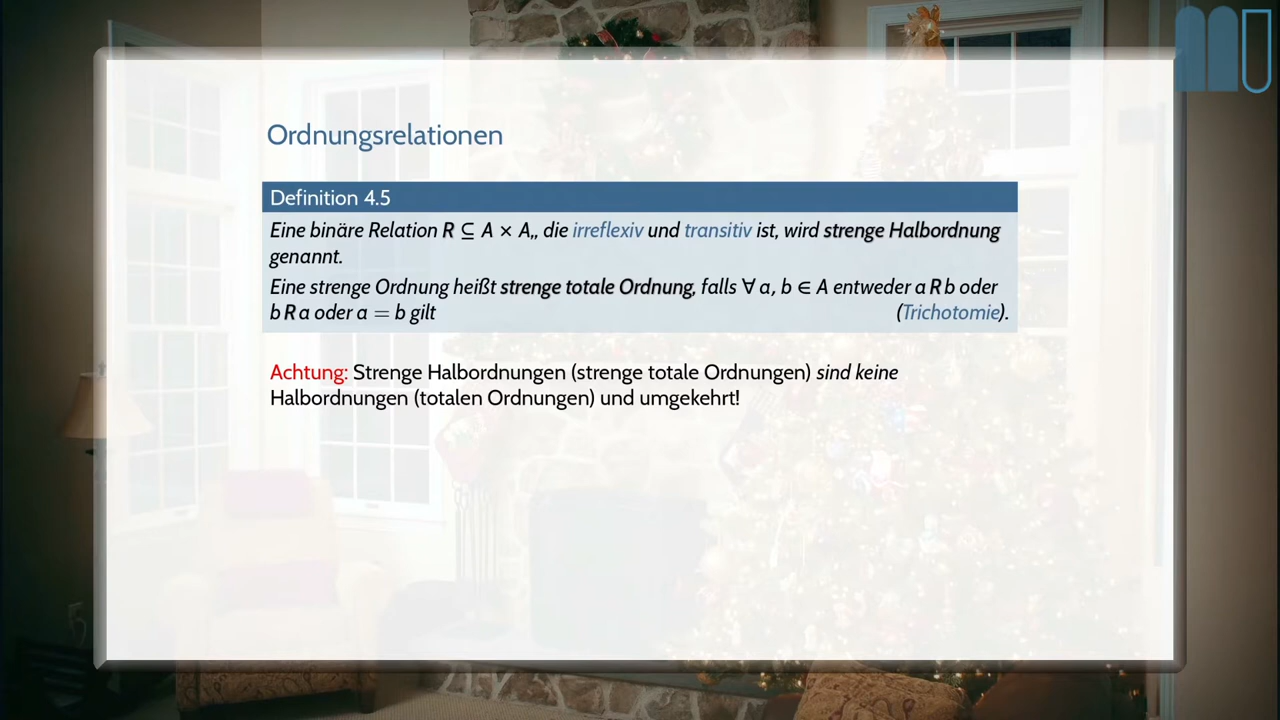 Ordnungsrelationen
Definition 4.5
Eine binäre Relation R ⊆ A × A,, die irreflexiv und transitiv ist, wird strenge Halbordnung
genannt.
Eine strenge Ordnung heißt strenge totale Ordnung, falls ∀ a, b ∈ A entweder a R b oder
b R a oder a = b gilt (Trichotomie).
Achtung: Strenge Halbordnungen (strenge totale Ordnungen) sind keine
Halbordnungen (totalen Ordnungen) und umgekehrt!